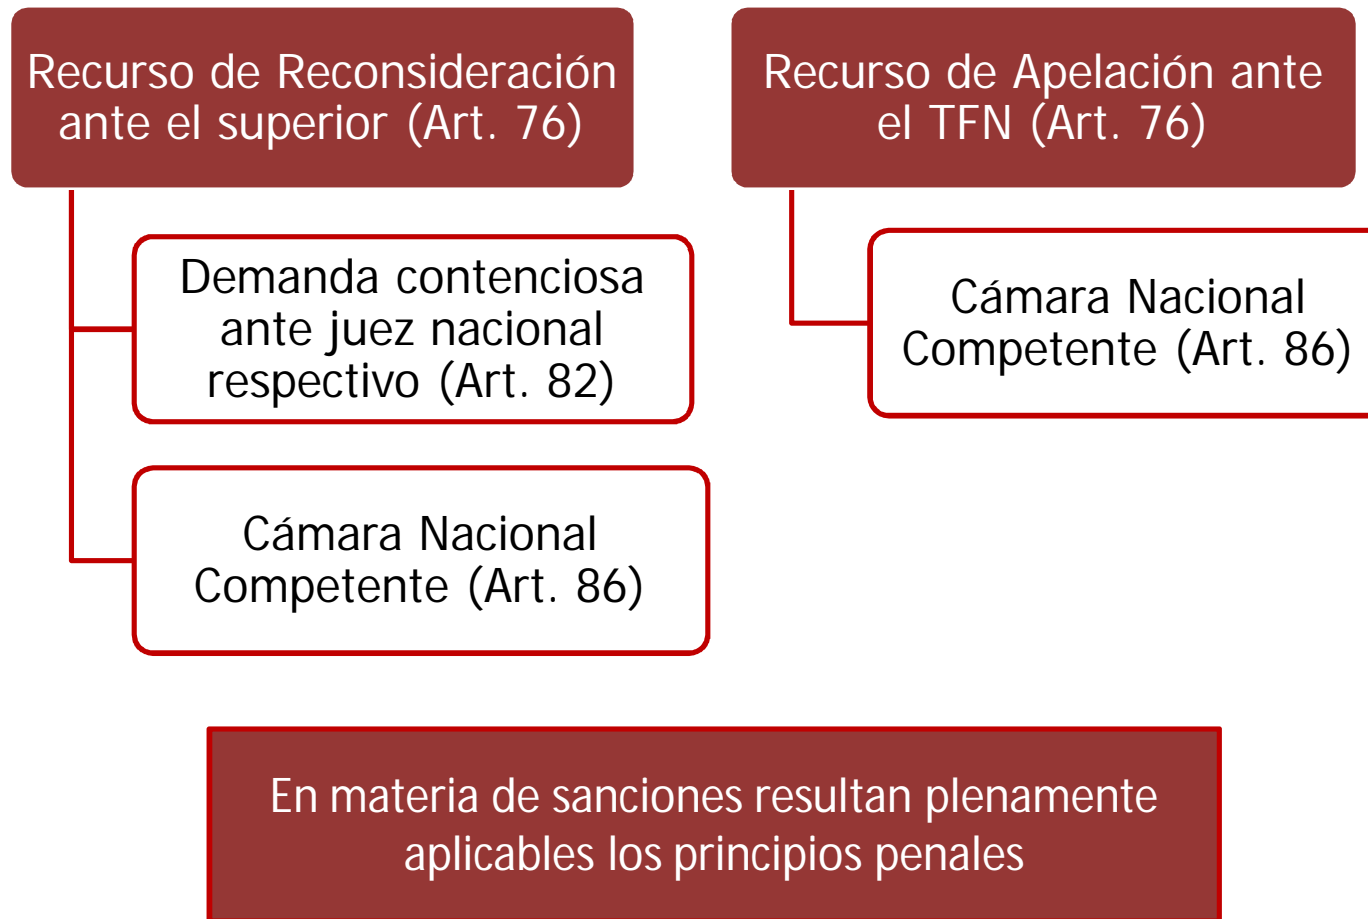 Recurso de Reconsideración
ante el superior (Art. 76)
Demanda contenciosa
ante juez nacional
respectivo (Art. 82)
Cámara Nacional
Competente (Art. 86)
Recurso de Apelación ante
el TFN (Art. 76)
Cámara Nacional
Competente (Art. 86)
En materia de sanciones resultan plenamente
aplicables los principios penales